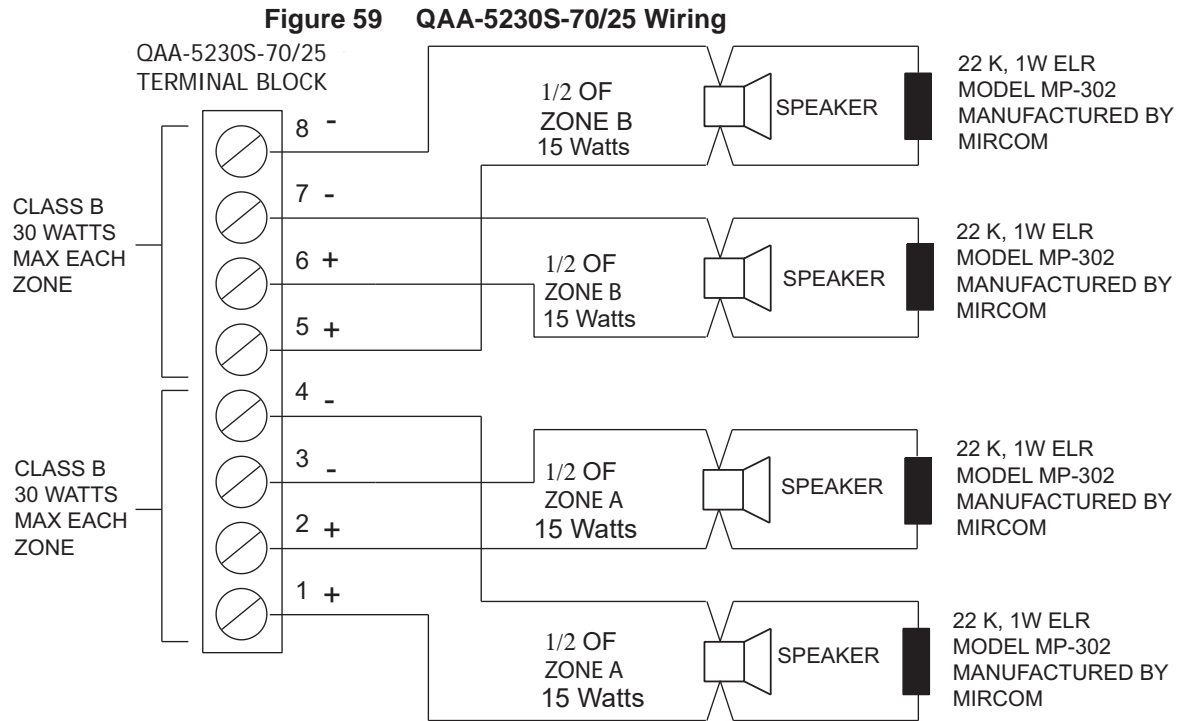 Figure 59 QAA-5230S-70/25 Wiring
QAA-5230S-70/25
TERMINAL BLOCK
CLASS B
30 WATTS
MAX EACH
ZONE
CLASS B
30 WATTS
MAX EACH
ZONE
8 -
7 -
6 +
5 +
4 -
3 -
2 +
1 +
1/2 OF
ZONE B
15 Watts
SPEAKER
22 K, 1W ELR
MODEL MP-302
MANUFACTURED BY
MIRCOM
1/2 OF
ZONE B
15 Watts
SPEAKER
22 K, 1W ELR
MODEL MP-302
MANUFACTURED BY
MIRCOM
1/2 OF
ZONE A
15 Watts
SPEAKER
22 K, 1W ELR
MODEL MP-302
MANUFACTURED BY
MIRCOM
1/2 OF
ZONE A
15 Watts
SPEAKER
22 K, 1W ELR
MODEL MP-302
MANUFACTURED BY
MIRCOM